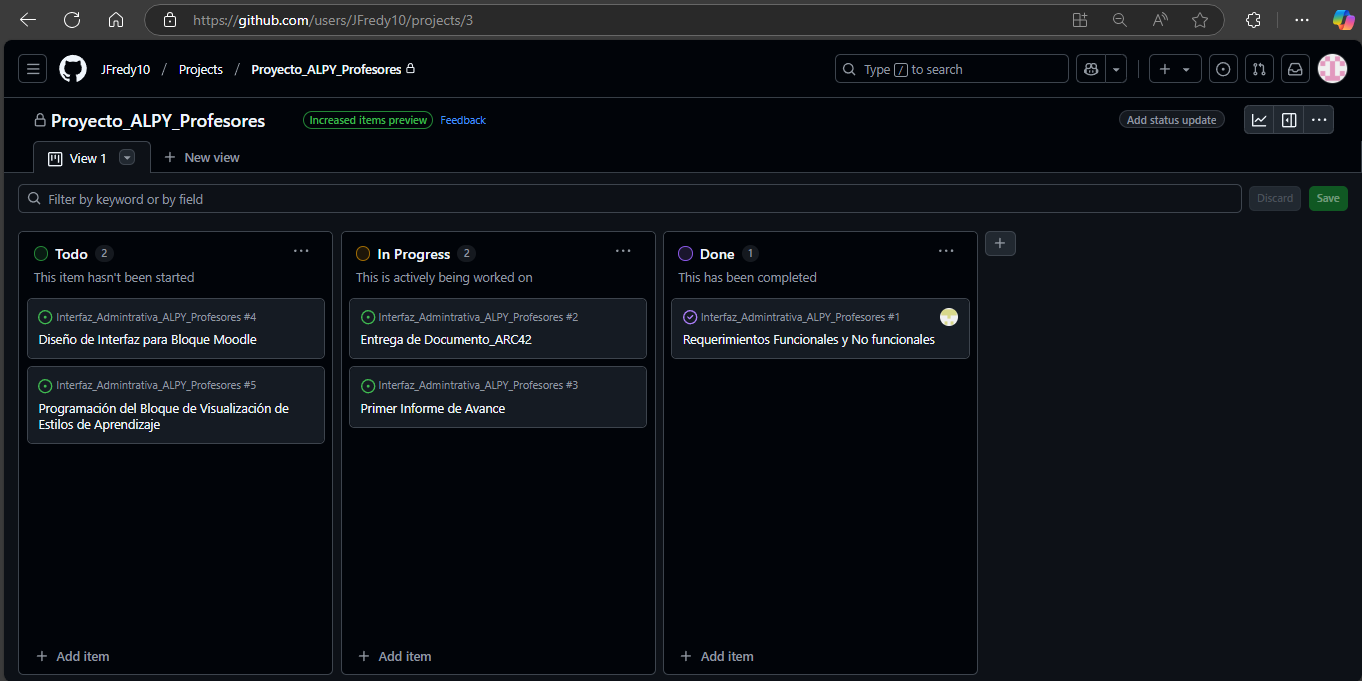 https://github.com/users/JFredy10/projects/3
JFredy10 / Projects / Proyecto_ALPY_Profesores
Type / to search
Proyecto_ALPY_Profesores
Increased items preview
Feedback
Add status update
View 1
New view
Filter by keyword or by field
Discard
Save
Todo 2
This item hasn't been started
Interfaz_Admintrativa_ALPY_Profesores #4
Diseño de Interfaz para Bloque Moodle
Interfaz_Admintrativa_ALPY_Profesores #5
Programación del Bloque de Visualización de
Estilos de Aprendizaje
Add item
In Progress 2
This is actively being worked on
Interfaz_Admintrativa_ALPY_Profesores #2
Entrega de Documento_ARC42
Interfaz_Admintrativa_ALPY_Profesores #3
Primer Informe de Avance
Add item
Done 1
This has been completed
Interfaz_Admintrativa_ALPY_Profesores #1
Requerimientos Funcionales y No funcionales
Add item